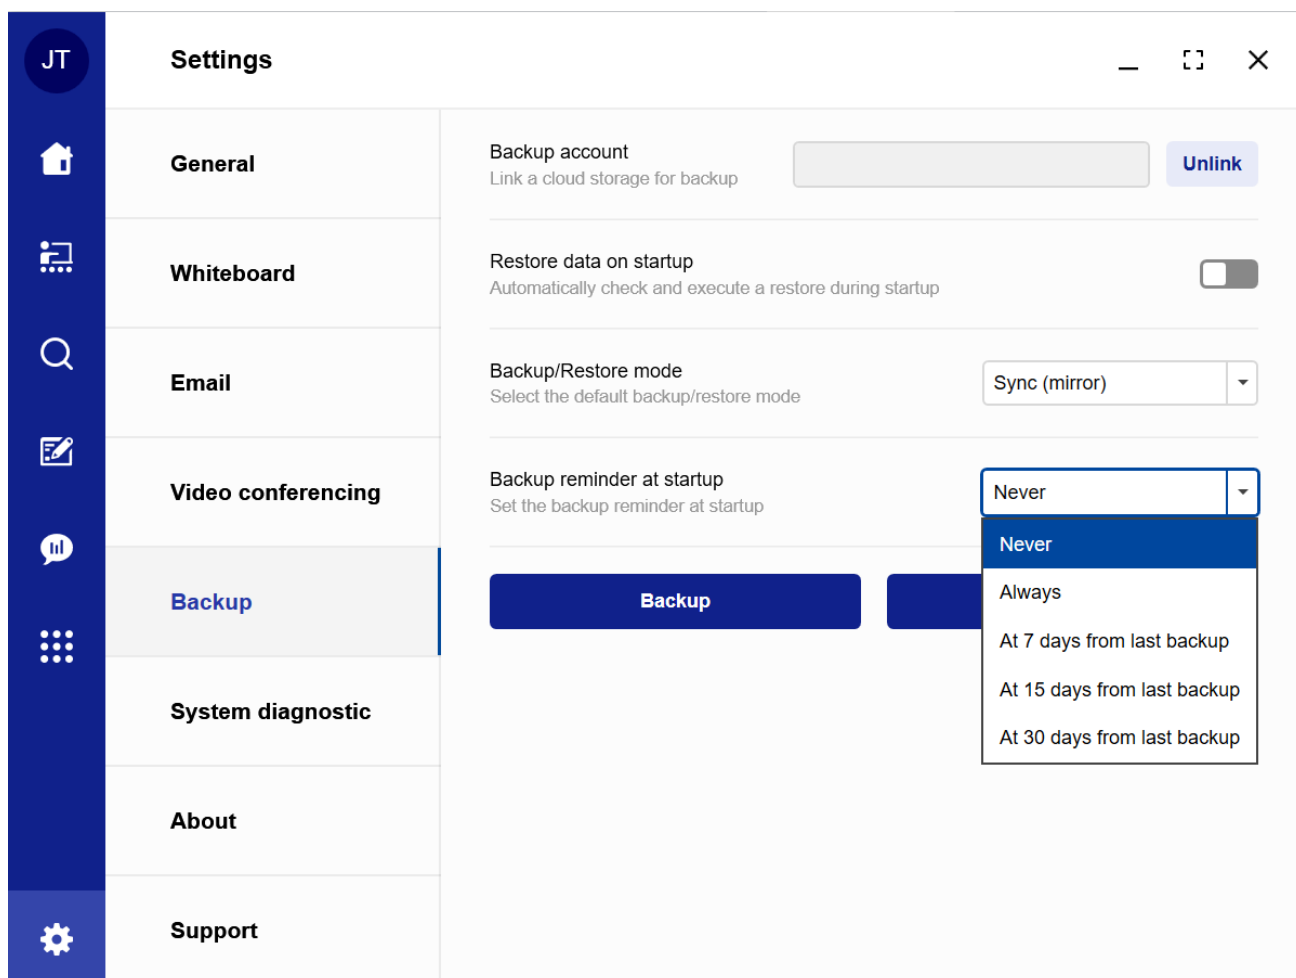 JT
Settings
General
Whiteboard
Email
Video conferencing
Backup
System diagnostic
About
Support
Backup account
Link a cloud storage for backup
Unlink
Restore data on startup
Automatically check and execute a restore during startup
Backup/Restore mode
Select the default backup/restore mode
Sync (mirror)
Backup reminder at startup
Set the backup reminder at startup
Never
Never
Always
At 7 days from last backup
At 15 days from last backup
At 30 days from last backup
Backup